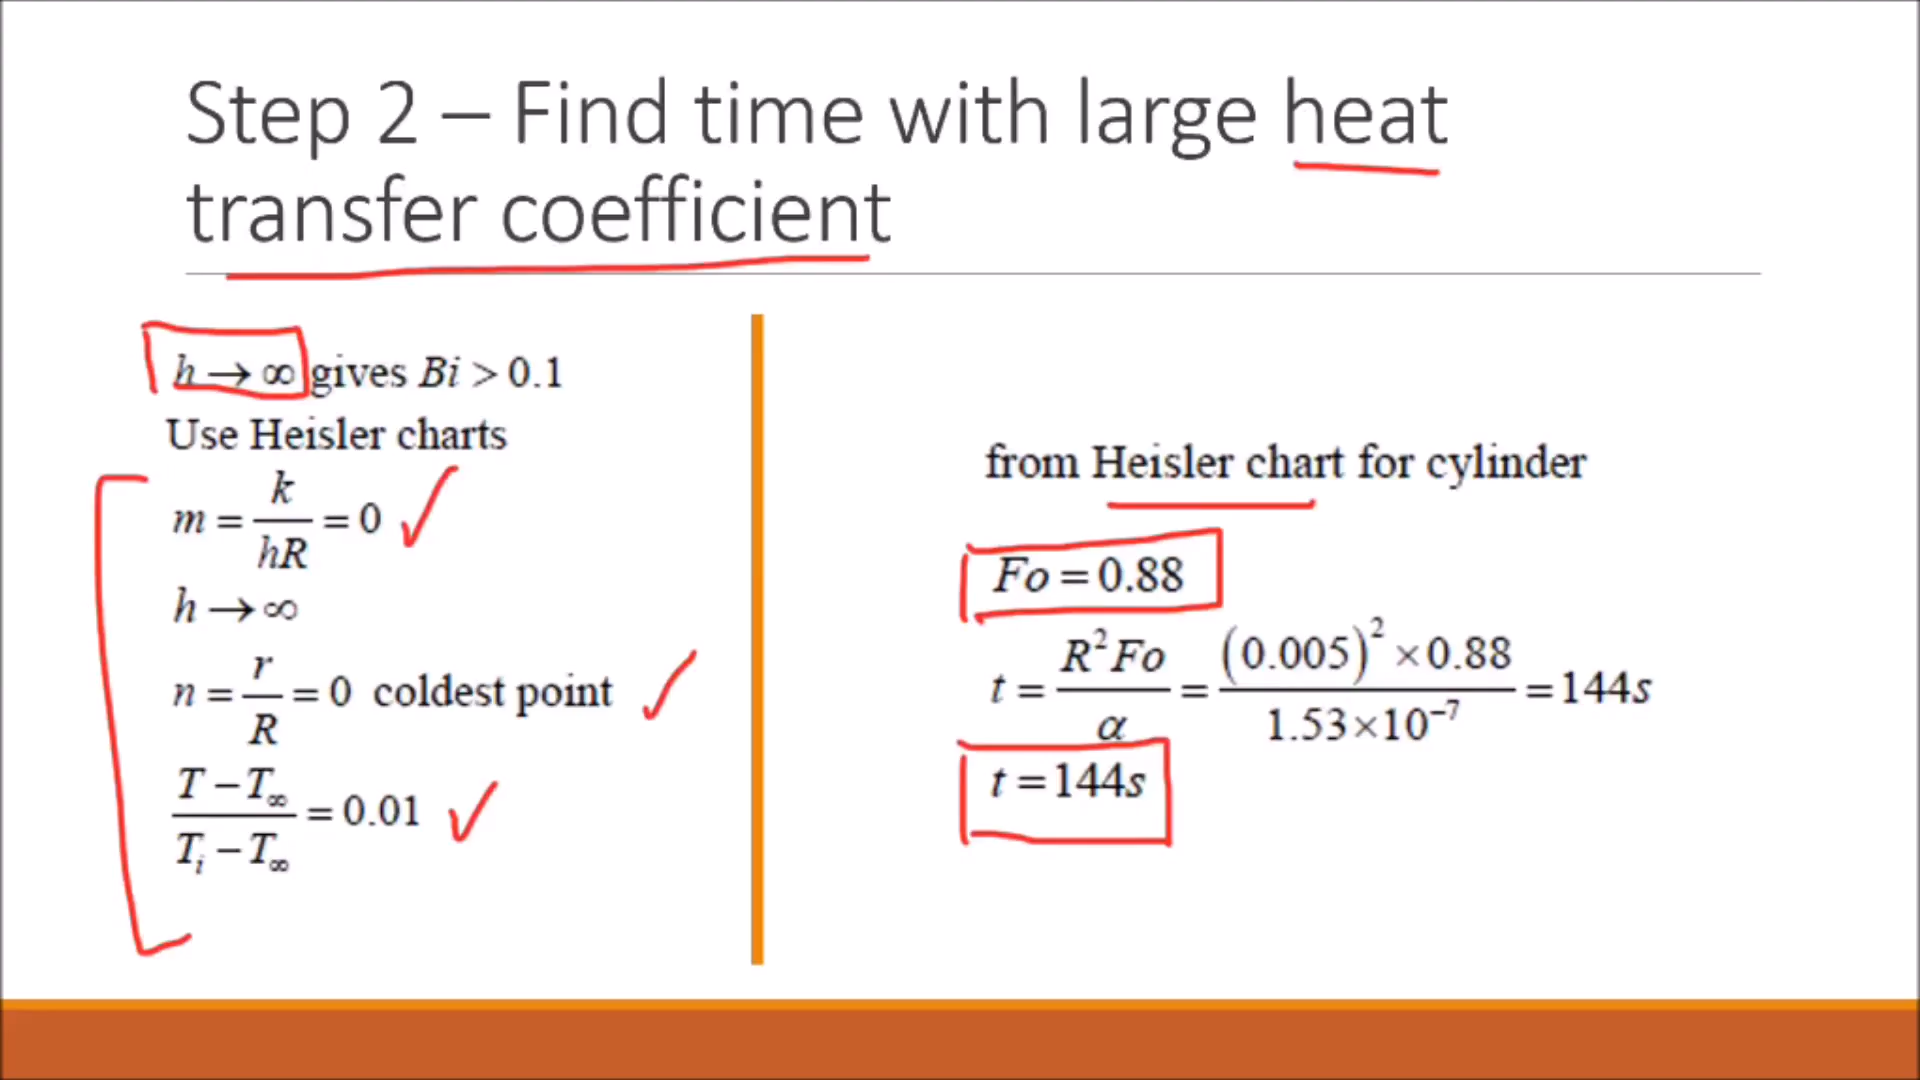 Step 2 – Find time with large heat
transfer coefficient
h → ∞ gives Bi > 0.1
Use Heisler charts
m = k/hR = 0
h → ∞
n = r/R = 0 coldest point
(T − T∞)/(Tᵢ − T∞) = 0.01
from Heisler chart for cylinder
Fo = 0.88
t = R²Fo/α = (0.005)² × 0.88/1.53×10⁻⁷ = 144s
t = 144s